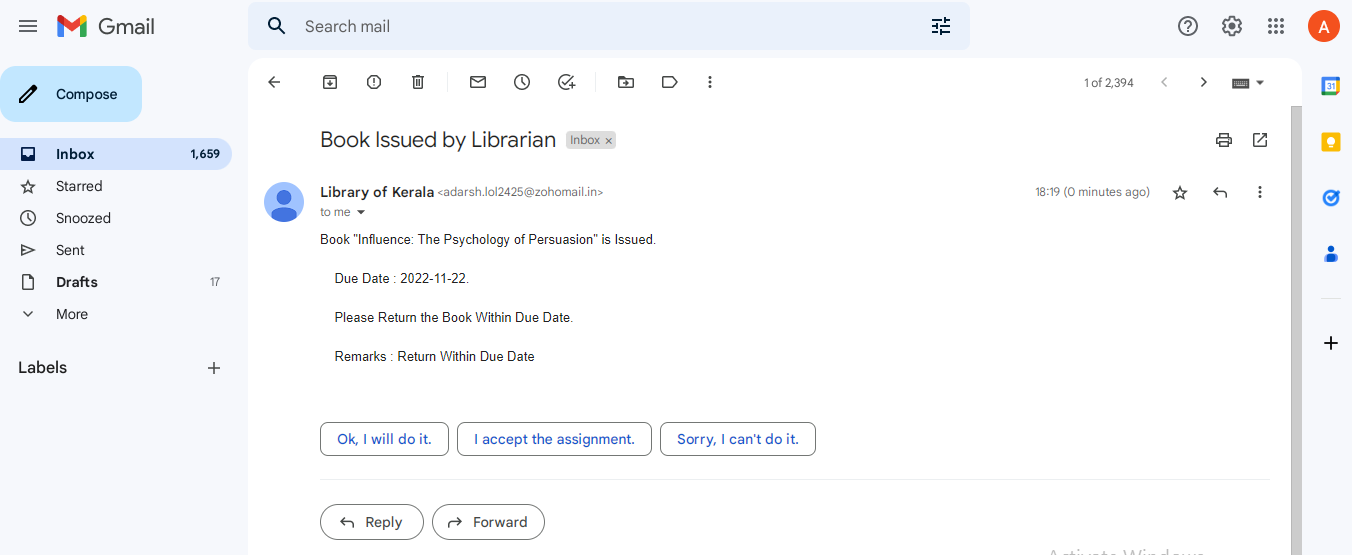 Gmail
Search mail
A
Compose
1 of 2,394
31
Book Issued by Librarian Inbox ×
Inbox 1,659
Starred
Library of Kerala <adarsh.lol2425@zohomail.in> 18:19 (0 minutes ago)
to me
Snoozed
Book "Influence: The Psychology of Persuasion" is Issued.
Sent
Due Date : 2022-11-22.
Drafts 17
More
Please Return the Book Within Due Date.
Remarks : Return Within Due Date
Labels
Ok, I will do it. I accept the assignment. Sorry, I can't do it.
Reply Forward
Activate Windows